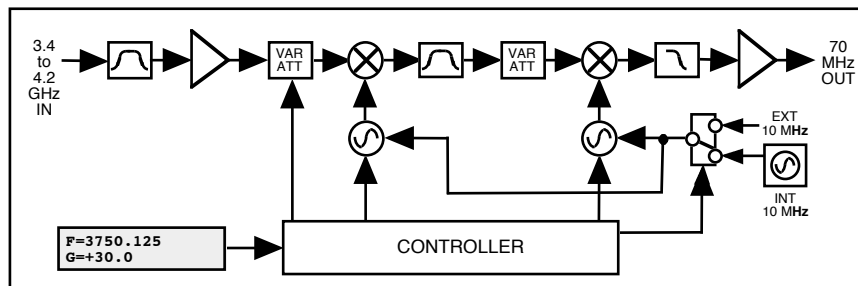 3.4
to
4.2
GHz
IN
VAR
ATT
VAR
ATT
70
MHz
OUT
EXT
10 MHz
INT
10 MHz
F=3750.125
G=+30.0
CONTROLLER